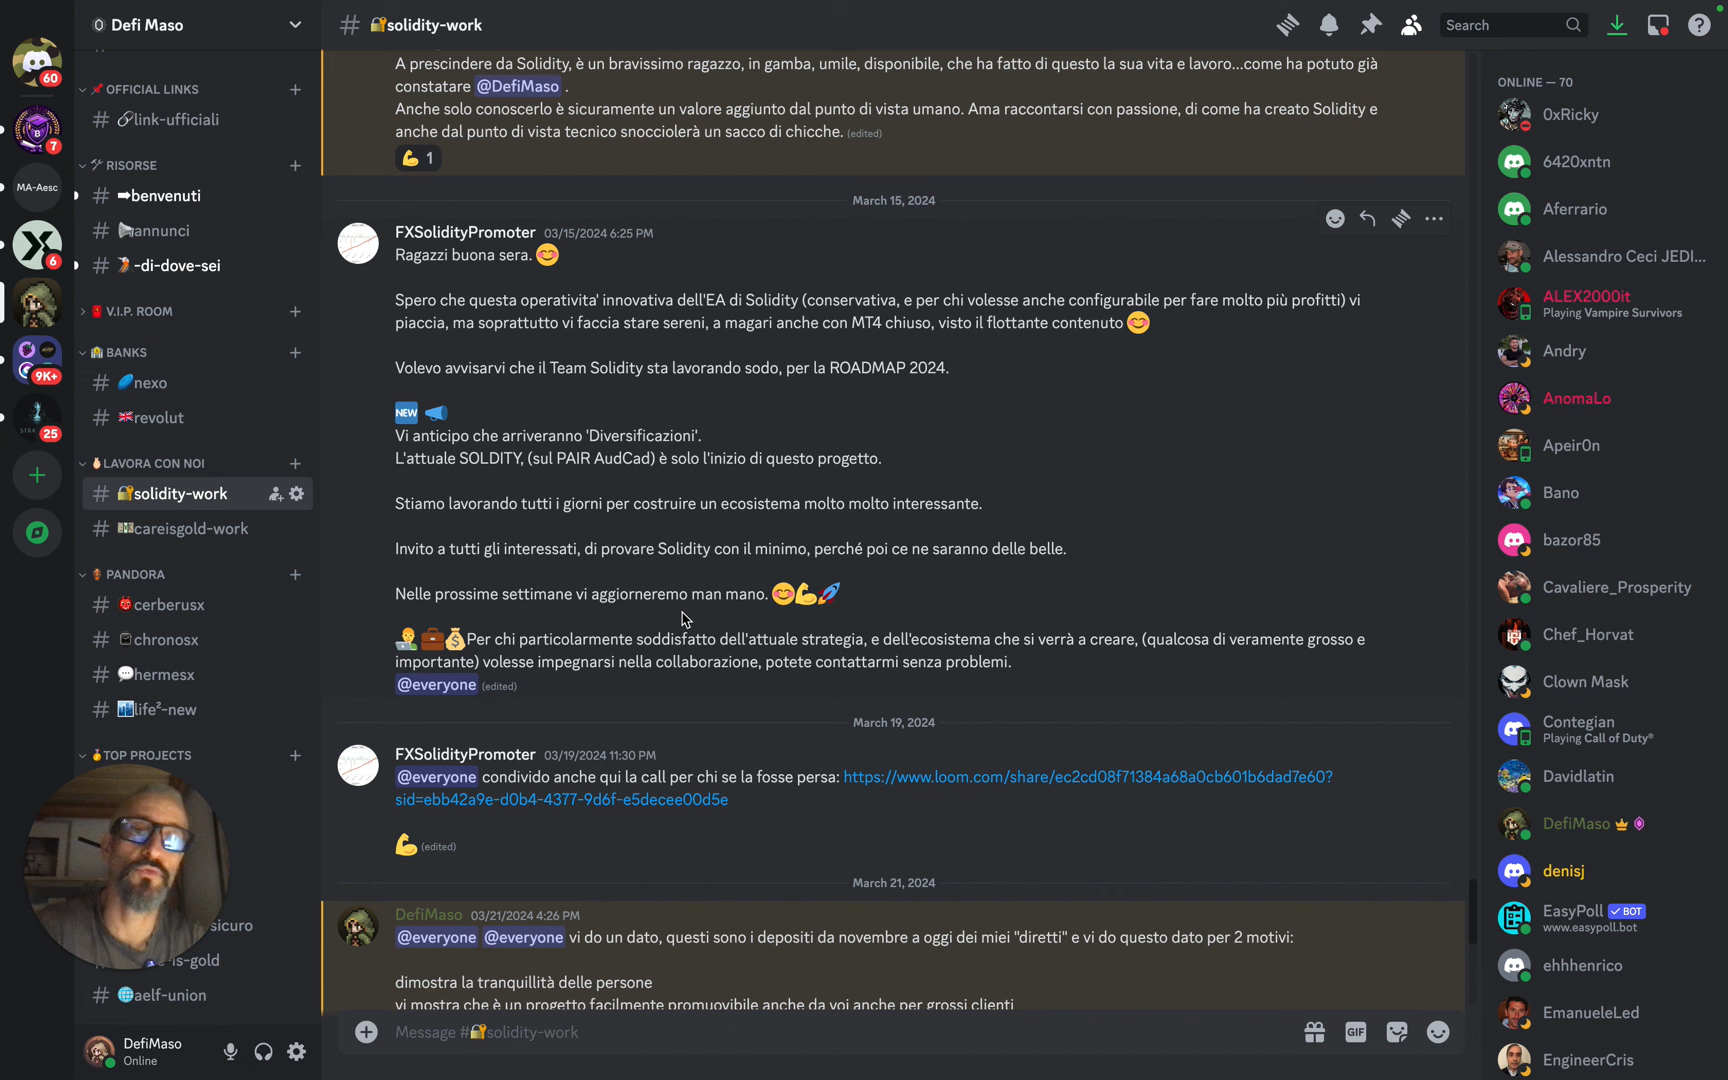 Defi Maso
🔐solidity-work
Search
60
7
MA-Aesc
6
9K+
STRA
25
📌OFFICIAL LINKS
🔗link-ufficiali
🛠RISORSE
➡benvenuti
📢annunci
-di-dove-sei
V.I.P. ROOM
🏦BANKS
🏉nexo
🇬🇧revolut
LAVORA CON NOI
🔐solidity-work
💵careisgold-work
PANDORA
cerberusx
chronosx
💬hermesx
life²-new
🥇TOP PROJECTS
sicuro
-is-gold
🌐aelf-union
DefiMaso
Online
A prescindere da Solidity, è un bravissimo ragazzo, in gamba, umile, disponibile, che ha fatto di questo la sua vita e lavoro...come ha potuto già
constatare @DefiMaso .
Anche solo conoscerlo è sicuramente un valore aggiunto dal punto di vista umano. Ama raccontarsi con passione, di come ha creato Solidity e
anche dal punto di vista tecnico snocciolerà un sacco di chicche. (edited)
💪 1
March 15, 2024
FXSolidityPromoter 03/15/2024 6:25 PM
Ragazzi buona sera. 😊
Spero che questa operativita' innovativa dell'EA di Solidity (conservativa, e per chi volesse anche configurabile per fare molto più profitti) vi
piaccia, ma soprattutto vi faccia stare sereni, a magari anche con MT4 chiuso, visto il flottante contenuto 😊
Volevo avvisarvi che il Team Solidity sta lavorando sodo, per la ROADMAP 2024.
🆕 📣
Vi anticipo che arriveranno 'Diversificazioni'.
L'attuale SOLDITY, (sul PAIR AudCad) è solo l'inizio di questo progetto.
Stiamo lavorando tutti i giorni per costruire un ecosistema molto molto interessante.
Invito a tutti gli interessati, di provare Solidity con il minimo, perché poi ce ne saranno delle belle.
Nelle prossime settimane vi aggiorneremo man mano. 😊💪🚀
👨‍💻💼💰Per chi particolarmente soddisfatto dell'attuale strategia, e dell'ecosistema che si verrà a creare, (qualcosa di veramente grosso e
importante) volesse impegnarsi nella collaborazione, potete contattarmi senza problemi.
@everyone (edited)
March 19, 2024
FXSolidityPromoter 03/19/2024 11:30 PM
@everyone condivido anche qui la call per chi se la fosse persa: https://www.loom.com/share/ec2cd08f71384a68a0cb601b6dad7e60?
sid=ebb42a9e-d0b4-4377-9d6f-e5decee00d5e
💪 (edited)
March 21, 2024
DefiMaso 03/21/2024 4:26 PM
@everyone @everyone vi do un dato, questi sono i depositi da novembre a oggi dei miei "diretti" e vi do questo dato per 2 motivi:
dimostra la tranquillità delle persone
vi mostra che è un progetto facilmente promuovibile anche da voi anche per grossi clienti
Message #🔐solidity-work
GIF
ONLINE — 70
0xRicky
6420xntn
Aferrario
Alessandro Ceci JEDI...
ALEX2000it
Playing Vampire Survivors
Andry
AnomaLo
Apeir0n
Bano
bazor85
Cavaliere_Prosperity
Chef_Horvat
Clown Mask
Contegian
Playing Call of Duty®
Davidlatin
DefiMaso
denisj
EasyPoll ✓ BOT
www.easypoll.bot
ehhhenrico
EmanueleLed
EngineerCris